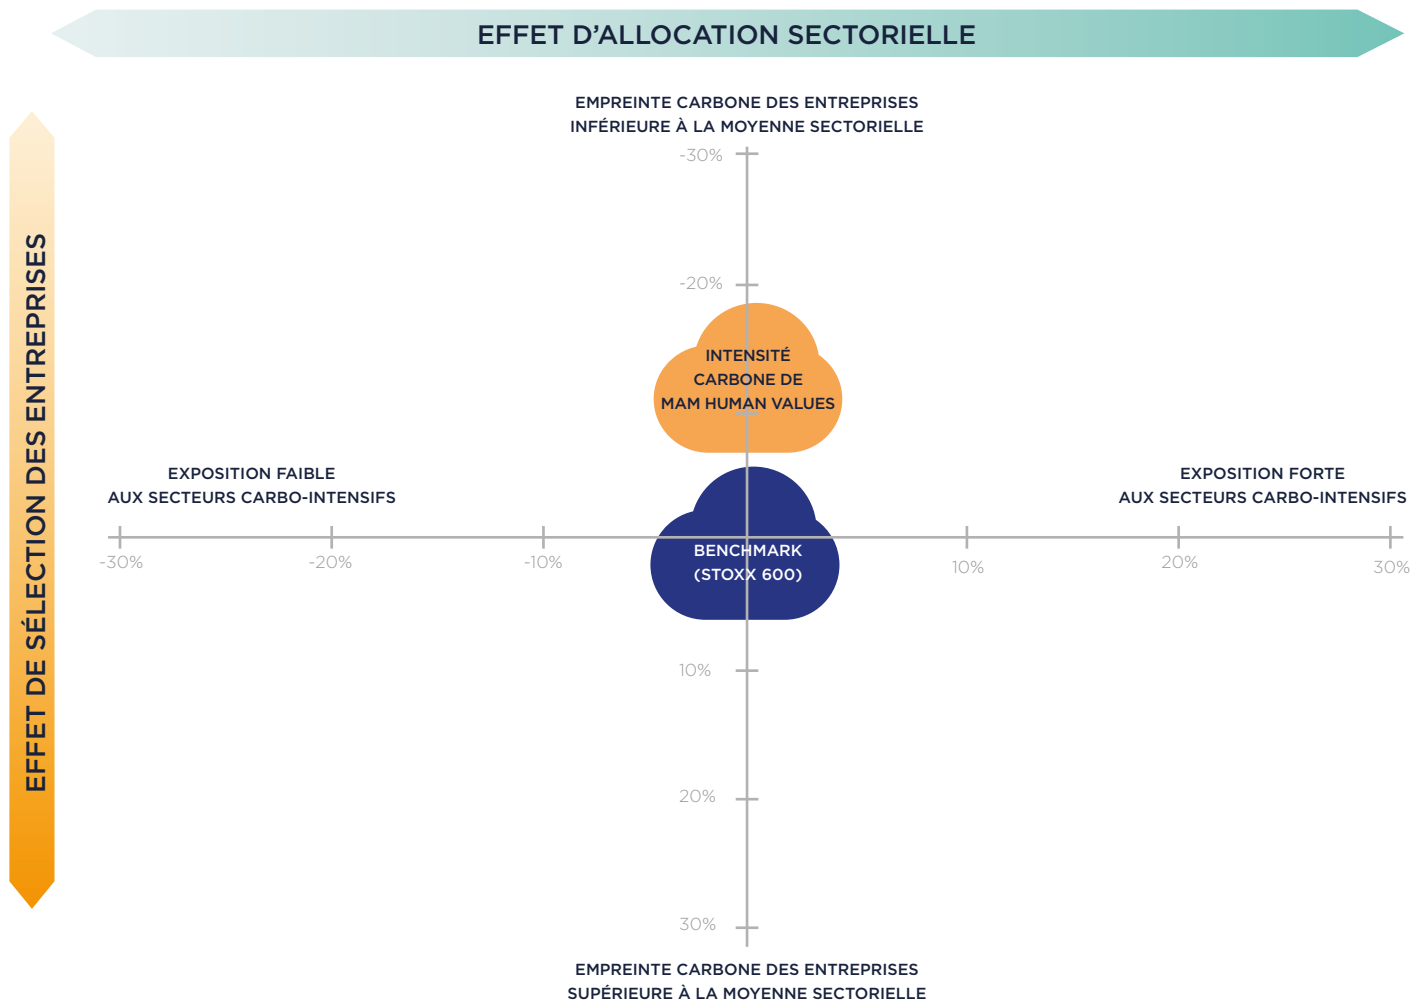 EFFET D'ALLOCATION SECTORIELLE
EFFET DE SÉLECTION DES ENTREPRISES
EMPREINTE CARBONE DES ENTREPRISES
INFÉRIEURE À LA MOYENNE SECTORIELLE
-30%
-20%
INTENSITÉ
CARBONE DE
MAM HUMAN VALUES
EXPOSITION FAIBLE
AUX SECTEURS CARBO-INTENSIFS
EXPOSITION FORTE
AUX SECTEURS CARBO-INTENSIFS
-30%
-20%
-10%
BENCHMARK
(STOXX 600)
10%
20%
30%
10%
20%
30%
EMPREINTE CARBONE DES ENTREPRISES
SUPÉRIEURE À LA MOYENNE SECTORIELLE